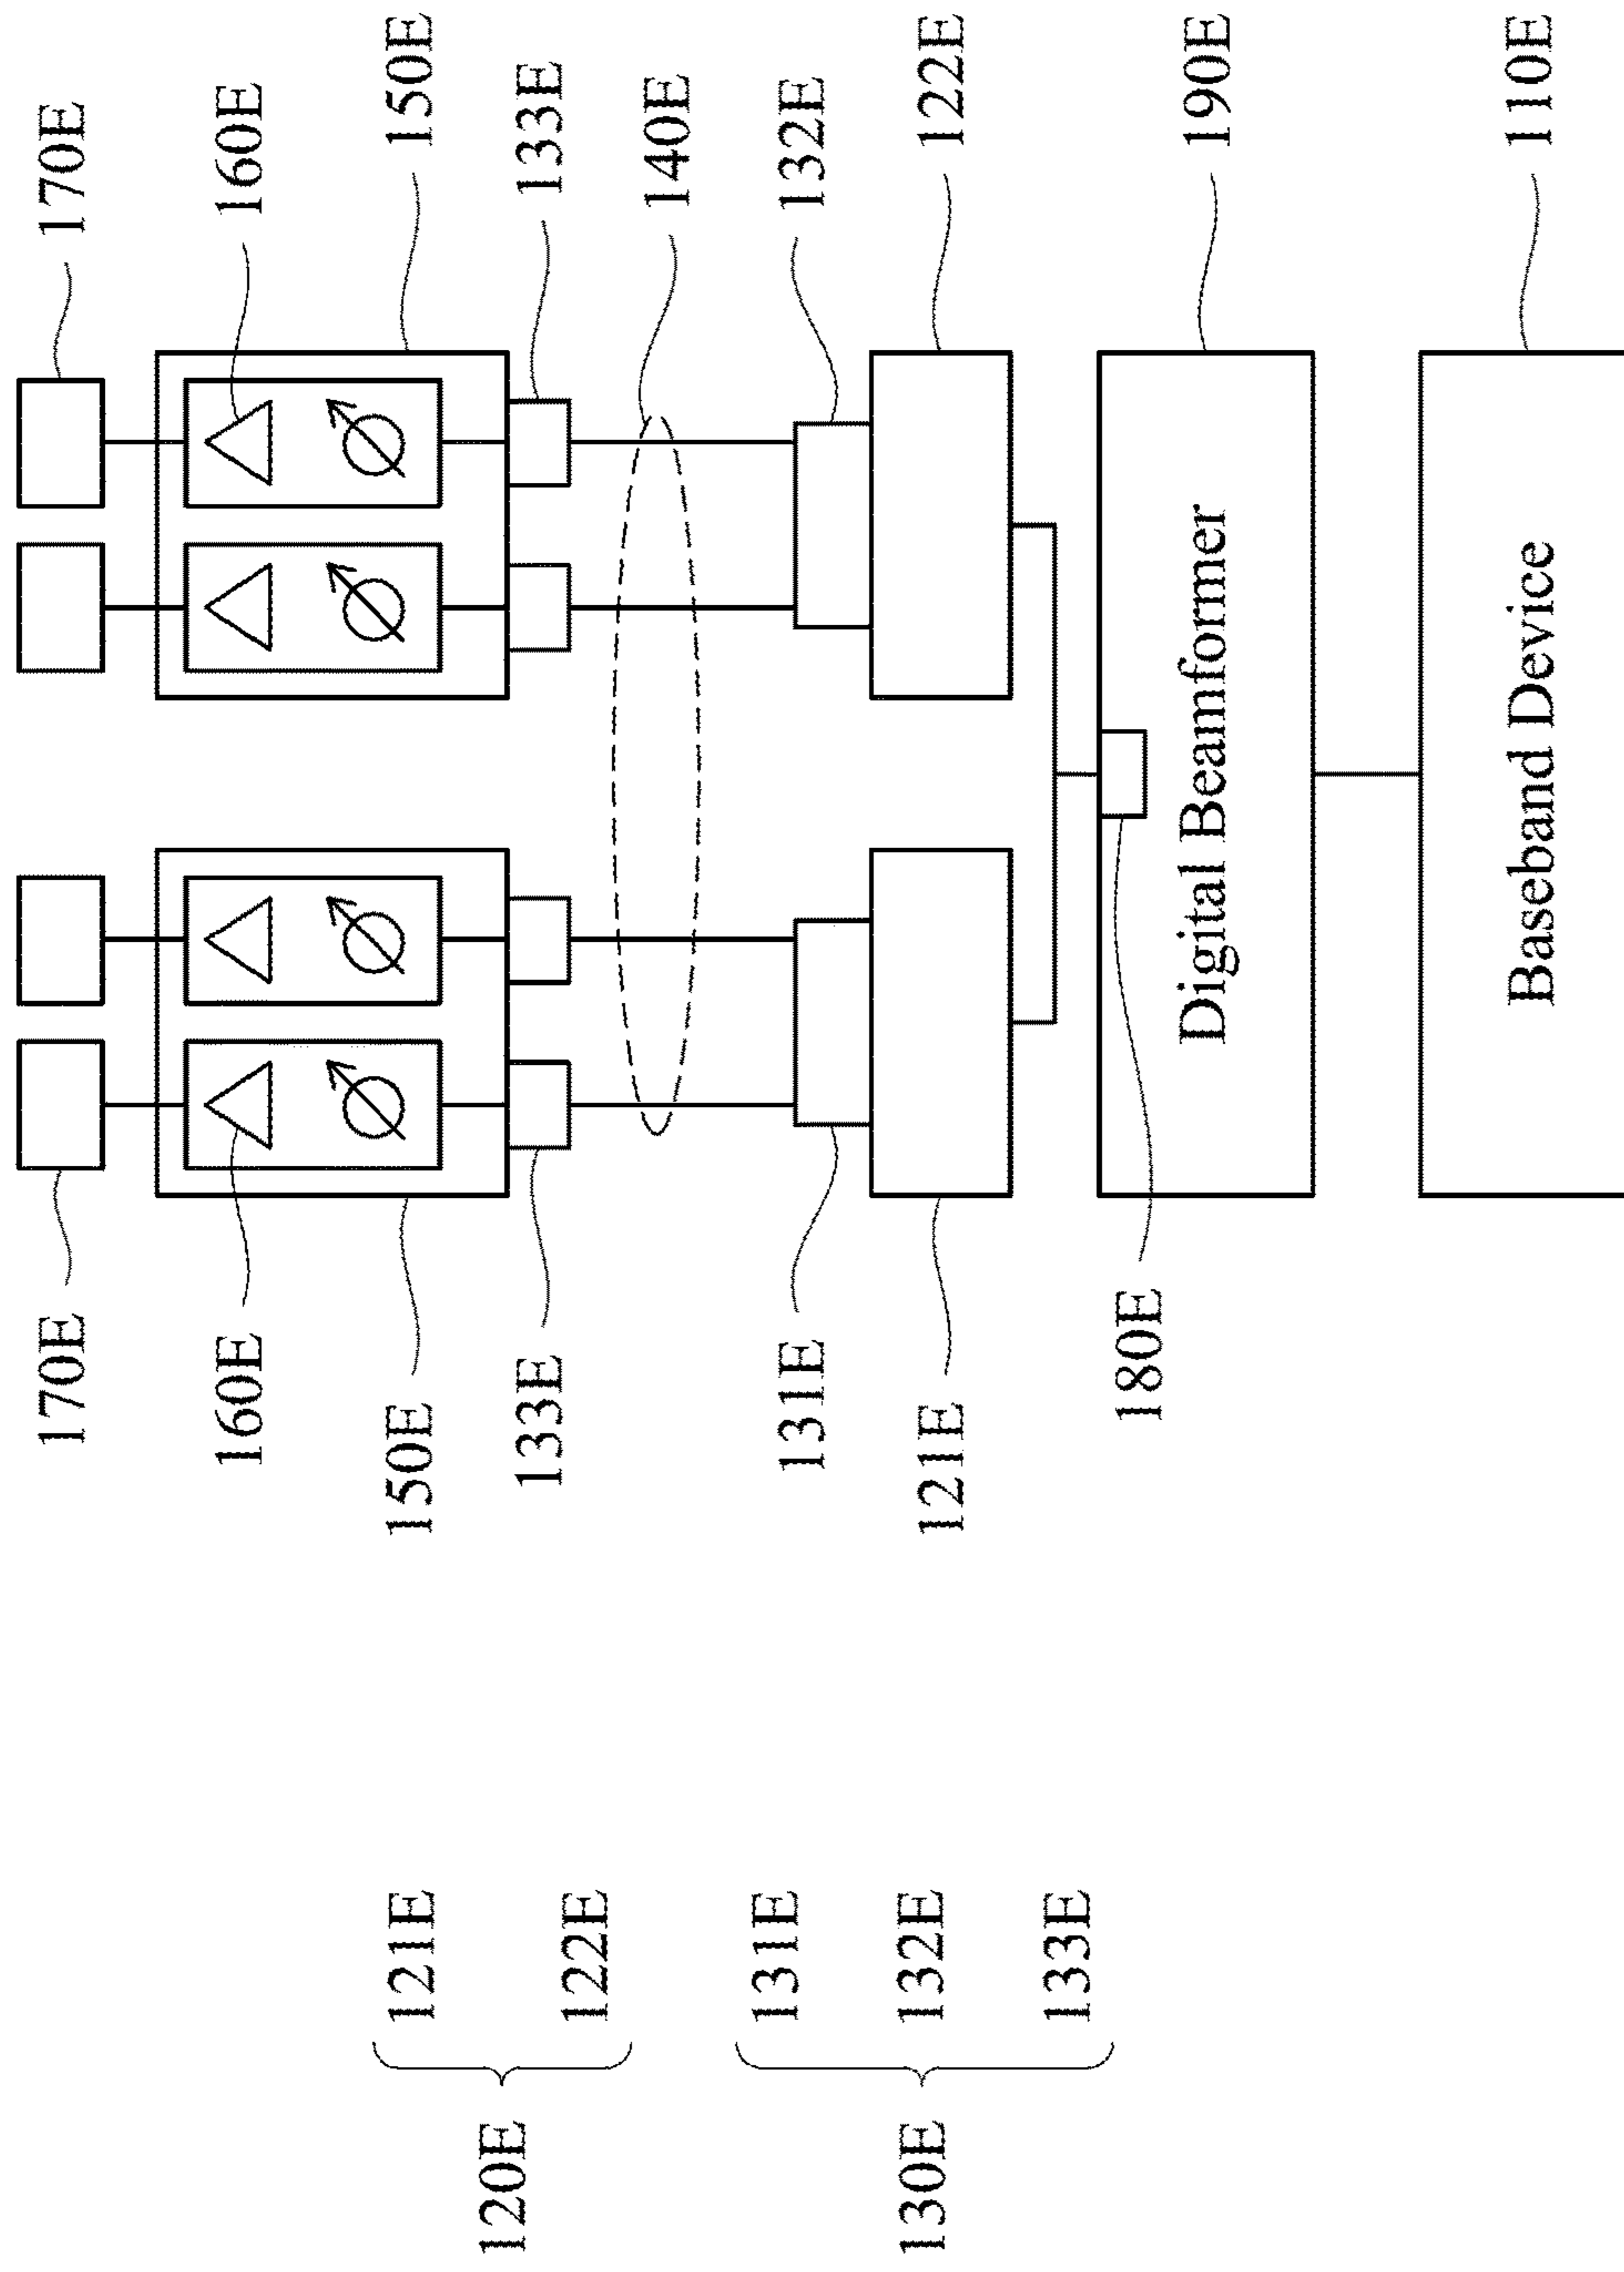 170E
160E
150E
133E
140E
132E
122E
190E
110E
Digital Beamformer
Baseband Device
170E
160E
150E
133E
131E
121E
180E
121E
122E
120E
131E
132E
133E
130E